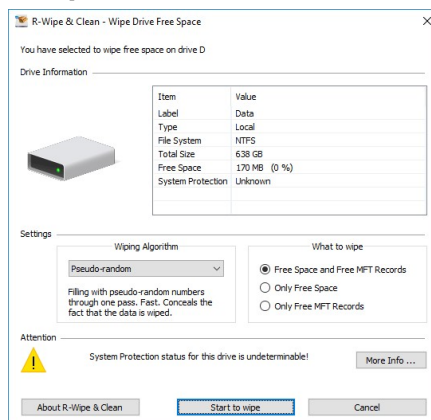 R-Wipe & Clean - Wipe Drive Free Space
You have selected to wipe free space on drive D
Drive Information
Item Value
Label Data
Type Local
File System NTFS
Total Size 638 GB
Free Space 170 MB (0 %)
System Protection Unknown
Settings
Wiping Algorithm
Pseudo-random
Filling with pseudo-random numbers
through one pass. Fast. Conceals the
fact that the data is wiped.
What to wipe
Free Space and Free MFT Records
Only Free Space
Only Free MFT Records
Attention
System Protection status for this drive is undeterminable!
More Info ...
About R-Wipe & Clean Start to wipe Cancel